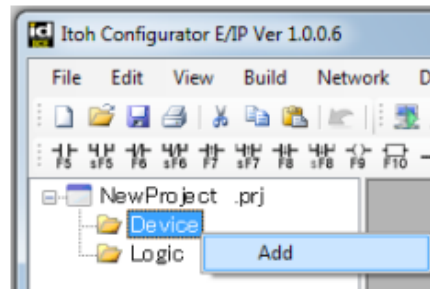 Itoh Configurator E/IP Ver 1.0.0.6
File Edit View Build Network D
F5 sF5 F6 sF6 F7 sF7 F8 sF8 F9 F10
NewProject .prj
Device
Logic Add